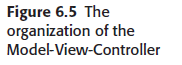 Figure 6.5 The
organization of the
Model-View-Controller